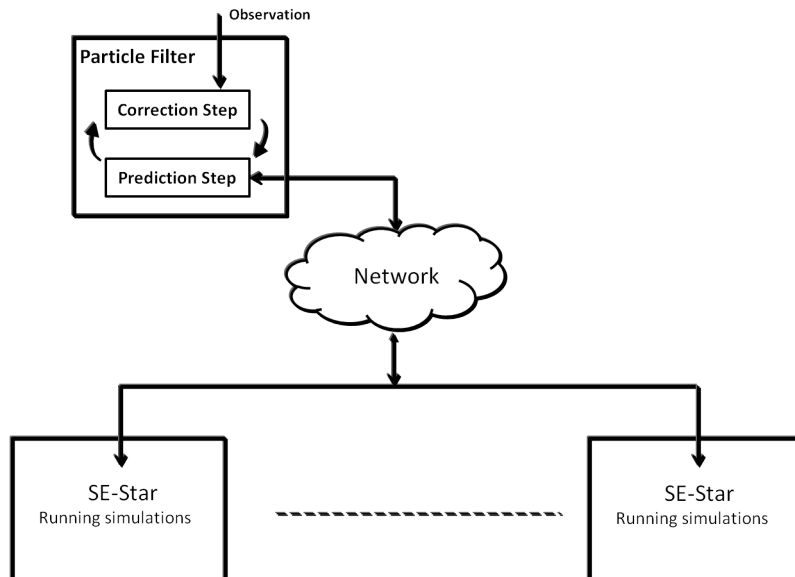 Observation
Particle Filter
Correction Step
Prediction Step
Network
SE-Star
Running simulations
SE-Star
Running simulations